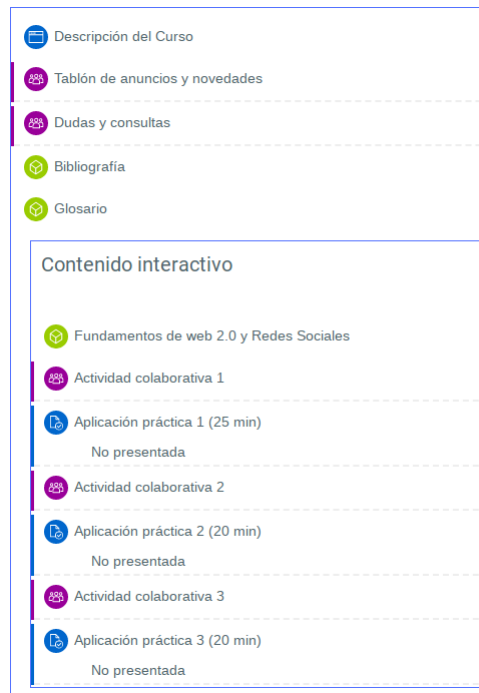 Descripción del Curso
Tablón de anuncios y novedades
Dudas y consultas
Bibliografía
Glosario
Contenido interactivo
Fundamentos de web 2.0 y Redes Sociales
Actividad colaborativa 1
Aplicación práctica 1 (25 min)
No presentada
Actividad colaborativa 2
Aplicación práctica 2 (20 min)
No presentada
Actividad colaborativa 3
Aplicación práctica 3 (20 min)
No presentada